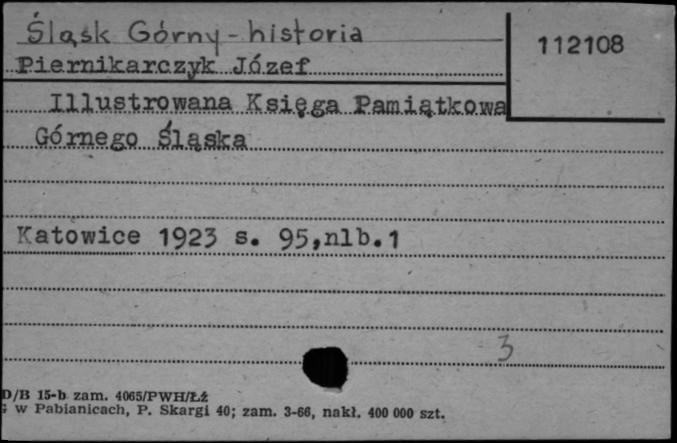 Śląsk Górny - historia
112108
Piernikarczyk Józef
Illustrowana Księga Pamiątkowa
Górnego Śląska
Katowice 1923 s. 95,nlb.1
3
D/B 15-b zam. 4065/PWH/Łź
w Pabianicach, P. Skargi 40; zam. 3-66, nakł. 400 000 szt.